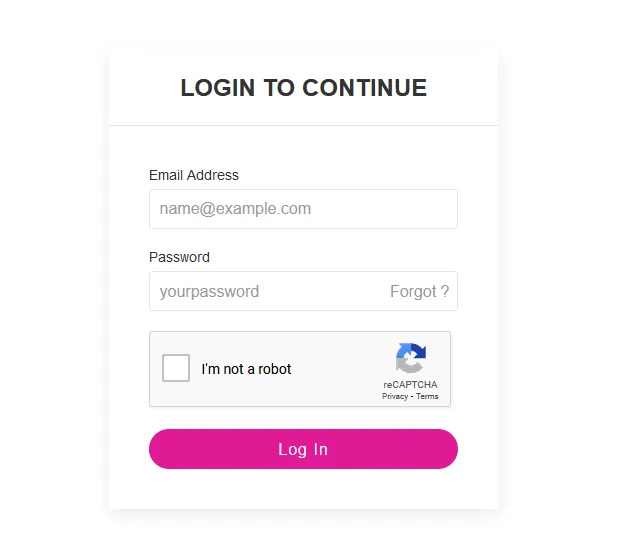 LOGIN TO CONTINUE
Email Address
name@example.com
Password
yourpassword Forgot ?
I'm not a robot
reCAPTCHA
Privacy - Terms
Log In